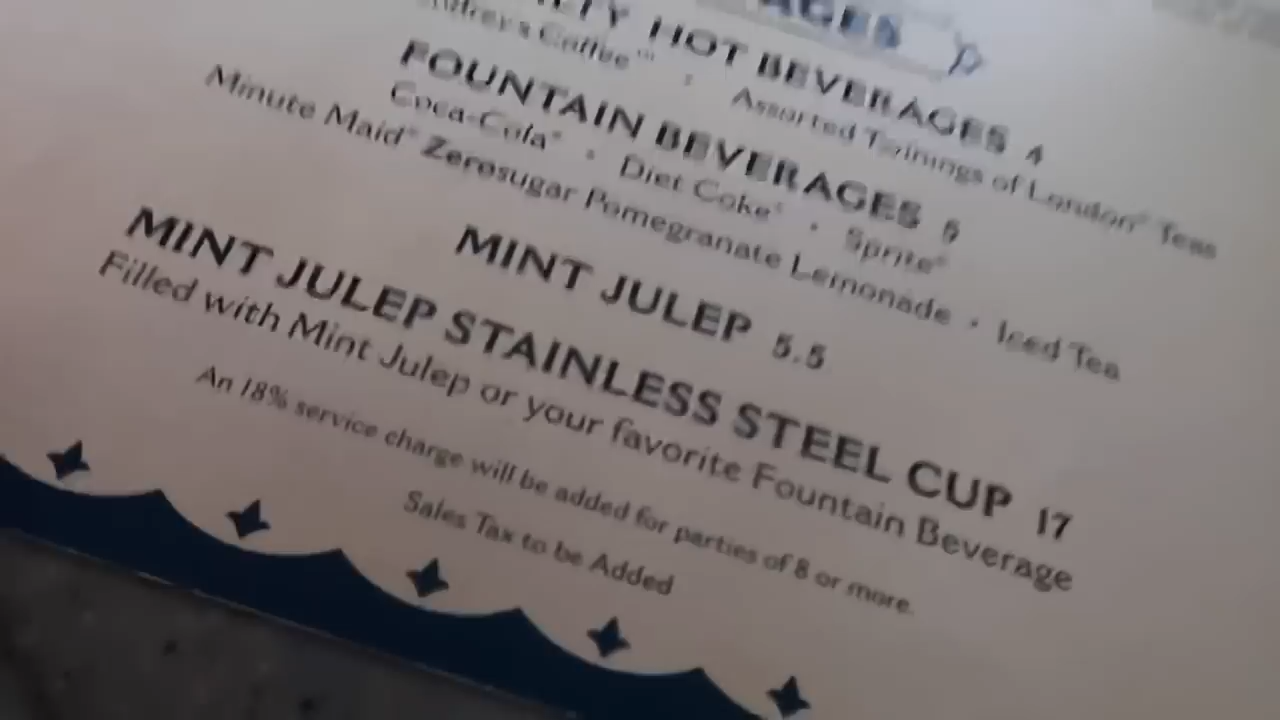 HOT BEVERAGES 4
Coffee™ • Assorted Twinings of London® Teas
FOUNTAIN BEVERAGES 5
Coca-Cola® • Diet Coke® • Sprite®
Minute Maid® Zerosugar Pomegranate Lemonade • Iced Tea
MINT JULEP 5.5
MINT JULEP STAINLESS STEEL CUP 17
Filled with Mint Julep or your favorite Fountain Beverage
An 18% service charge will be added for parties of 8 or more.
Sales Tax to be Added